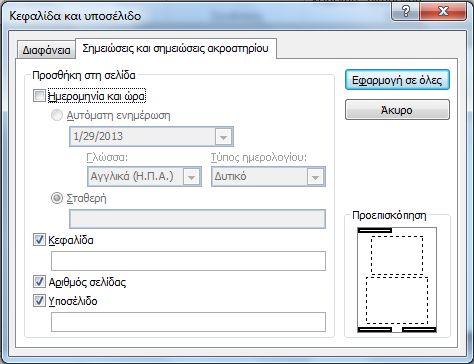 Κεφαλίδα και υποσέλιδο
Διαφάνεια
Σημειώσεις και σημειώσεις ακροατηρίου
Προσθήκη στη σελίδα
Ημερομηνία και ώρα
Αυτόματη ενημέρωση
1/29/2013
Γλώσσα:
Τύπος ημερολογίου:
Αγγλικά (Η.Π.Α.)
Δυτικό
Σταθερή
Κεφαλίδα
Αριθμός σελίδας
Υποσέλιδο
Εφαρμογή σε όλες
Άκυρο
Προεπισκόπηση